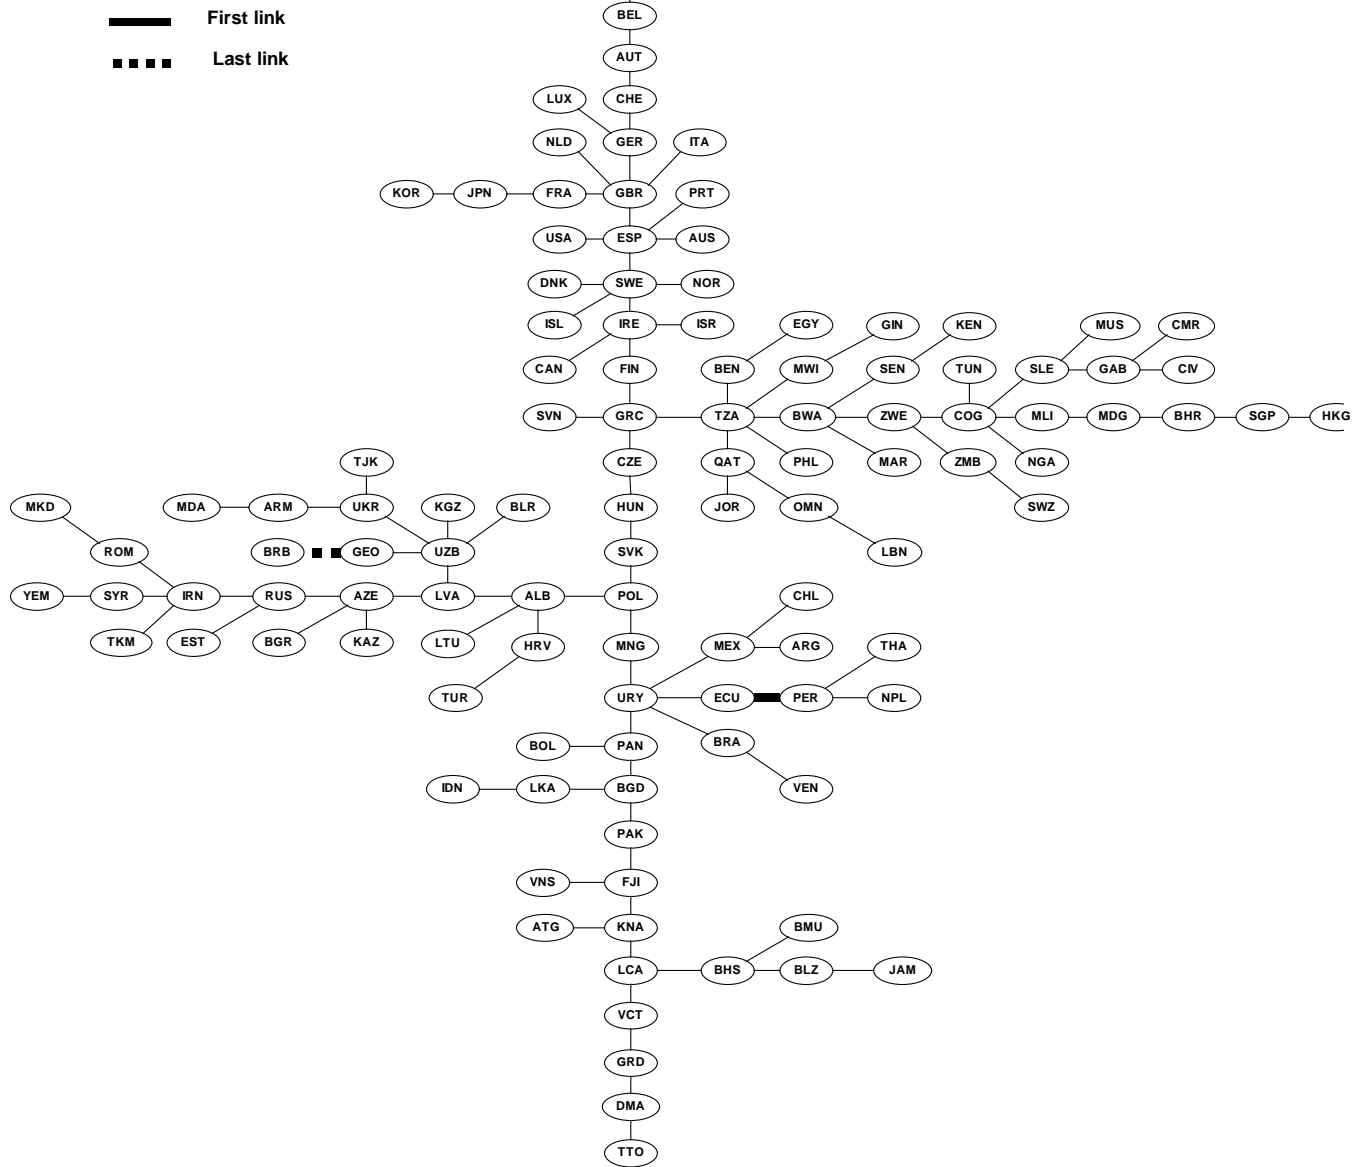 First link
BEL
Last link
AUT
LUX CHE
NLD GER ITA
KOR JPN FRA GBR PRT
USA ESP AUS
DNK SWE NOR
ISL IRE ISR EGY GIN KEN MUS CMR
CAN FIN BEN MWI SEN TUN SLE GAB CIV
SVN GRC TZA BWA ZWE COG MLI MDG BHR SGP HKG
TJK CZE QAT PHL MAR ZMB NGA
MKD MDA ARM UKR KGZ BLR HUN JOR OMN SWZ
ROM BRB GEO UZB SVK LBN
YEM SYR IRN RUS AZE LVA ALB POL CHL
TKM EST BGR KAZ LTU HRV MNG MEX ARG THA
TUR URY ECU PER NPL
BOL PAN BRA
IDN LKA BGD VEN
PAK
VNS FJI
ATG KNA BMU
LCA BHS BLZ JAM
VCT
GRD
DMA
TTO